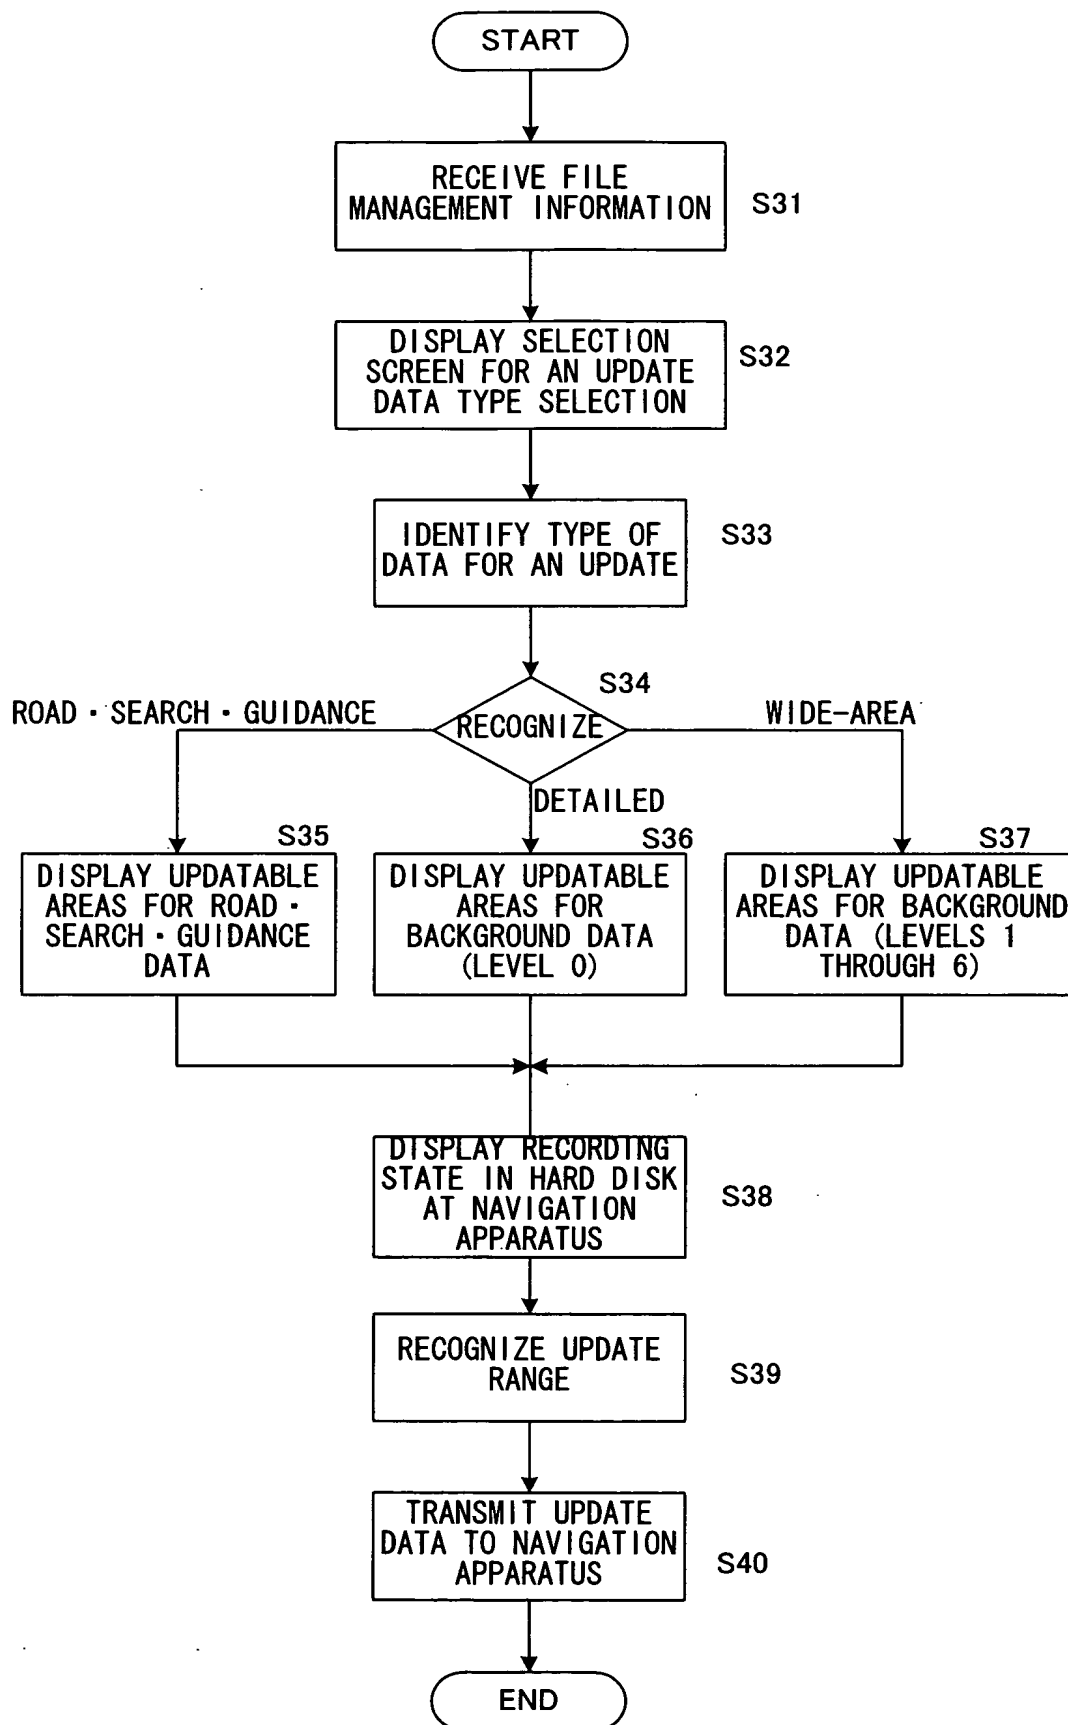 START
RECEIVE FILE
MANAGEMENT INFORMATION
S31
DISPLAY SELECTION
SCREEN FOR AN UPDATE
DATA TYPE SELECTION
S32
IDENTIFY TYPE OF
DATA FOR AN UPDATE
S33
S34
RECOGNIZE
ROAD・SEARCH・GUIDANCE
WIDE-AREA
DETAILED
S35
DISPLAY UPDATABLE
AREAS FOR ROAD・
SEARCH・GUIDANCE
DATA
S36
DISPLAY UPDATABLE
AREAS FOR
BACKGROUND DATA
(LEVEL 0)
S37
DISPLAY UPDATABLE
AREAS FOR BACKGROUND
DATA (LEVELS 1
THROUGH 6)
DISPLAY RECORDING
STATE IN HARD DISK
AT NAVIGATION
APPARATUS
S38
RECOGNIZE UPDATE
RANGE
S39
TRANSMIT UPDATE
DATA TO NAVIGATION
APPARATUS
S40
END